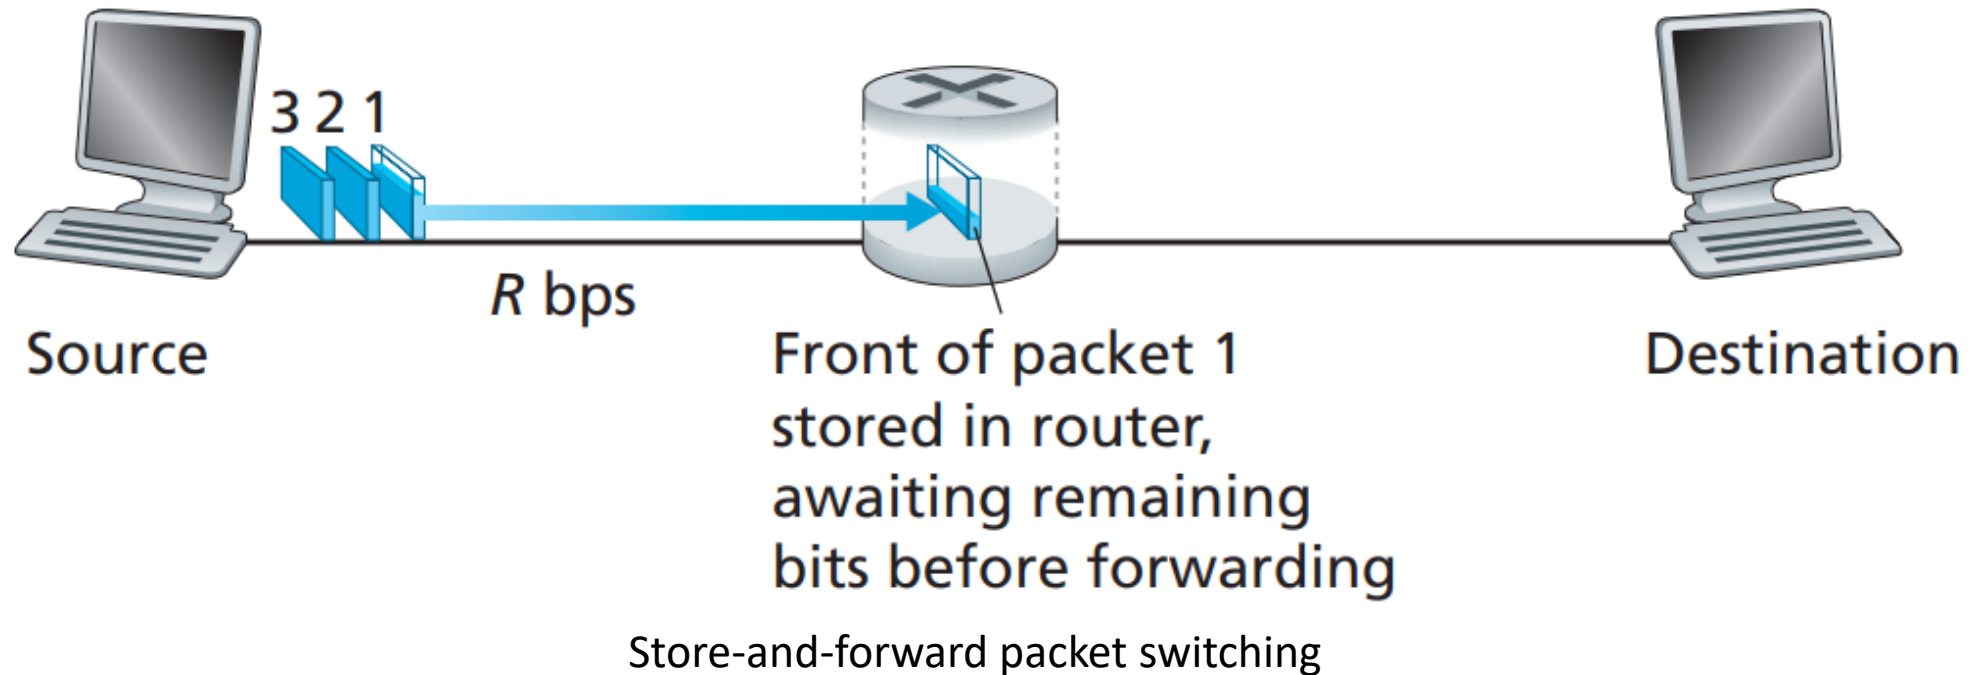 3 2 1
R bps
Source
Front of packet 1
stored in router,
awaiting remaining
bits before forwarding
Destination
Store-and-forward packet switching